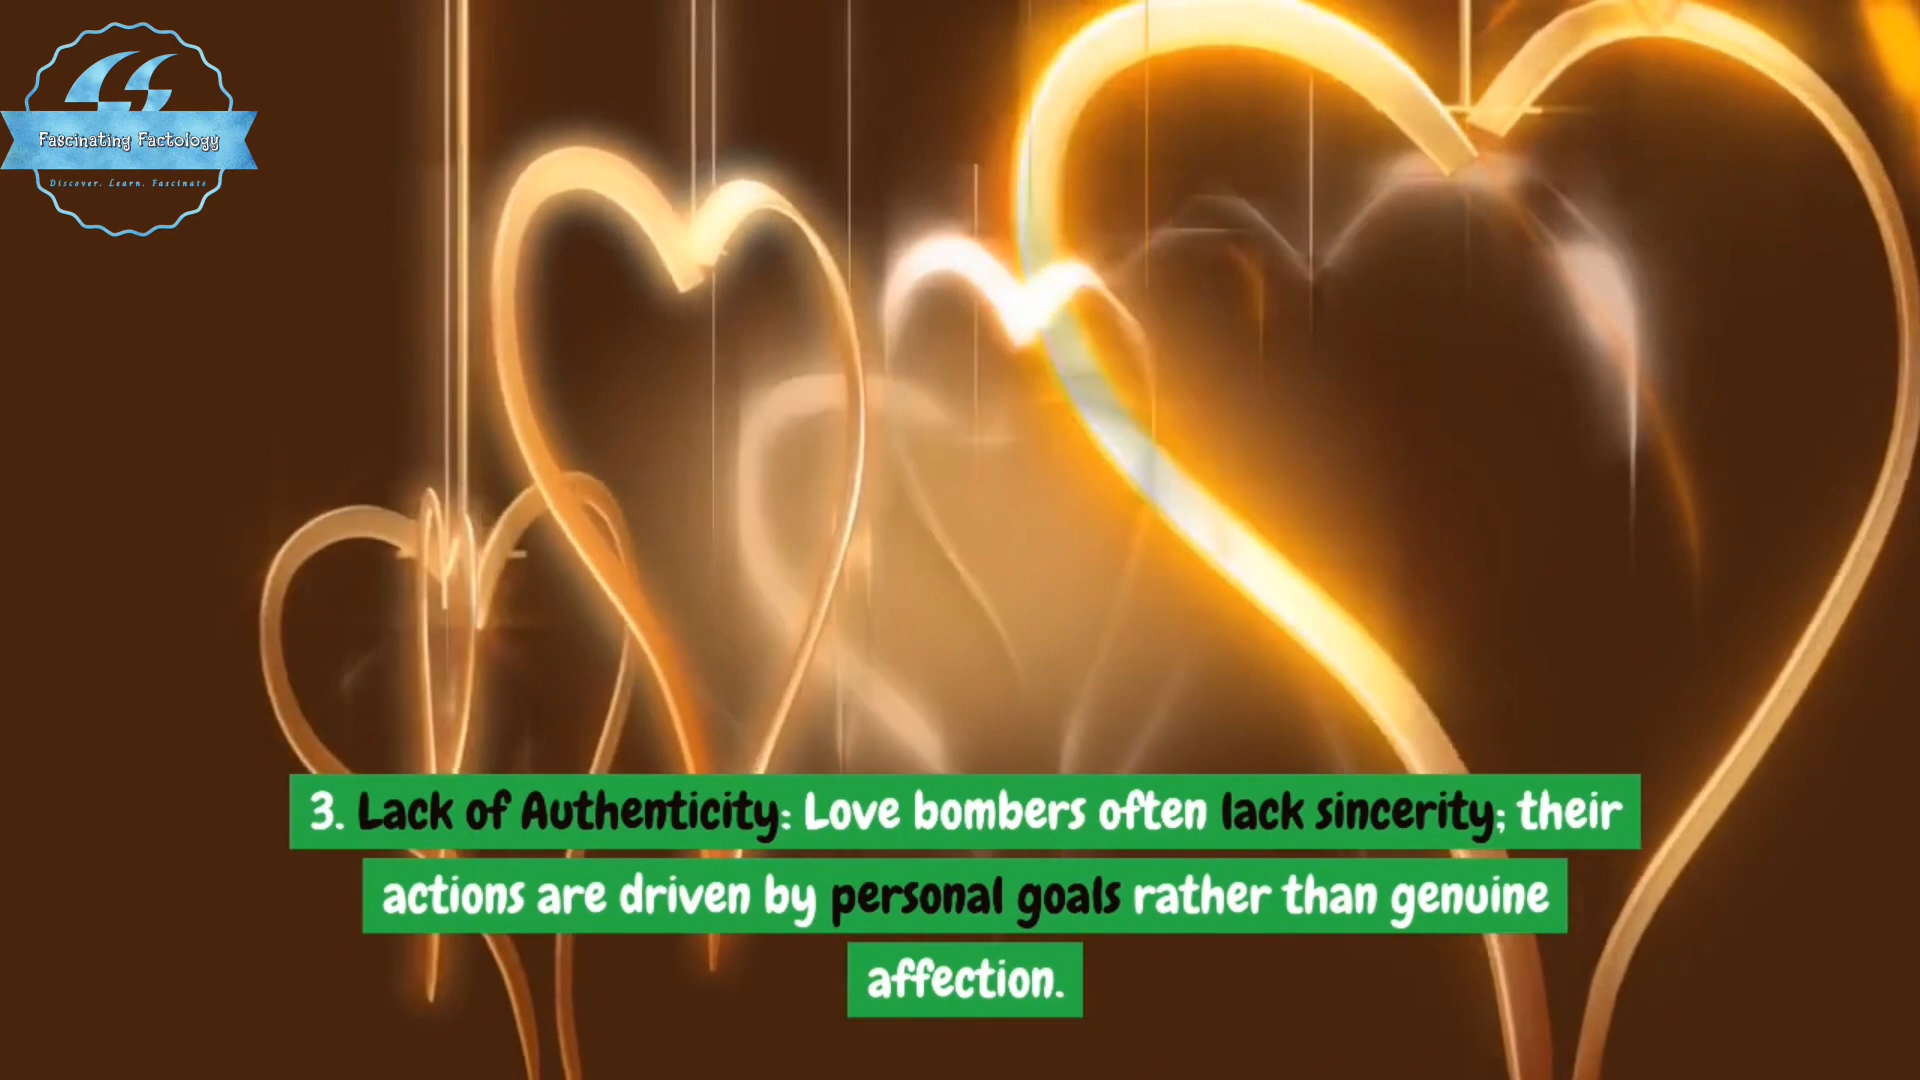 Fascinating Factology
Discover. Learn. Fascinate
3. Lack of Authenticity: Love bombers often lack sincerity; their
actions are driven by personal goals rather than genuine
affection.